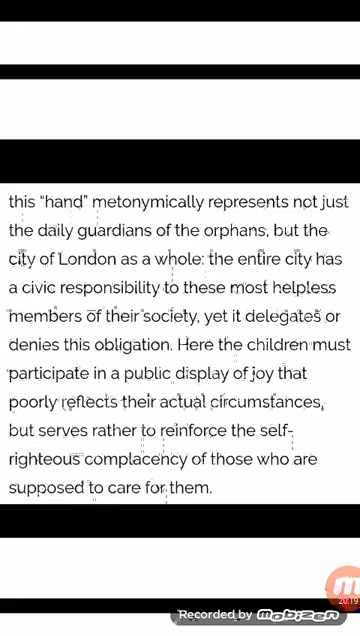 this “hand” metonymically represents not just
the daily guardians of the orphans, but the
city of London as a whole: the entire city has
a civic responsibility to these most helpless
members of their society, yet it delegates or
denies this obligation. Here the children must
participate in a public display of joy that
poorly reflects their actual circumstances,
but serves rather to reinforce the self-
righteous complacency of those who are
supposed to care for them.
20:19
Recorded by mobizen